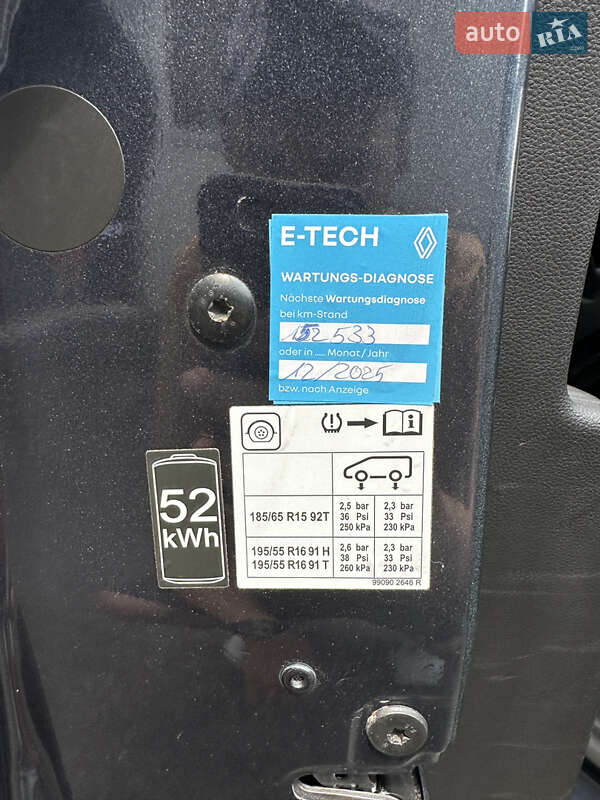 auto RIA
.com
E-TECH
WARTUNGS-DIAGNOSE
Nächste Wartungsdiagnose
bei km-Stand
152 533
oder in .... Monat/Jahr
12/2025
bzw. nach Anzeige
185/65 R15 92T
2,5 bar
36 Psi
250 kPa
2,3 bar
33 Psi
230 kPa
195/55 R16 91 H
195/55 R16 91 T
2,6 bar
38 Psi
260 kPa
2,3 bar
33 Psi
230 kPa
99090 2646 R
52
kWh